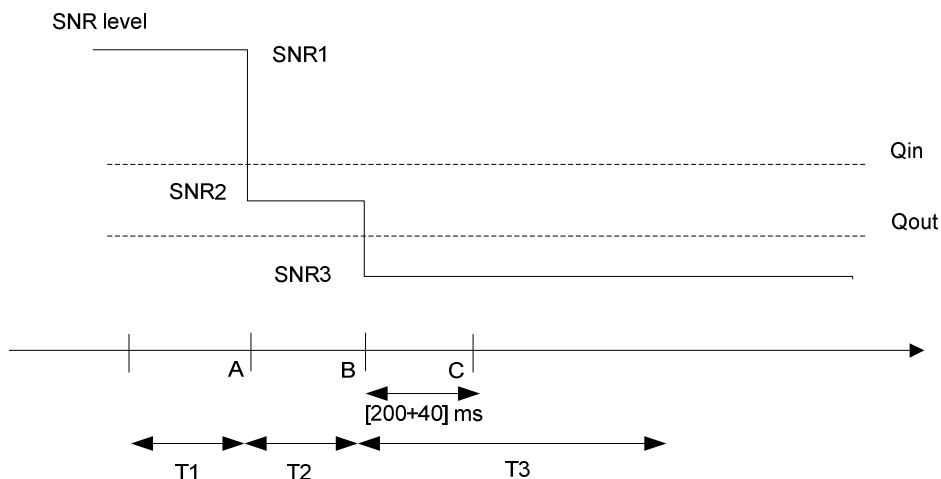 SNR level
SNR1
Qin
SNR2
Qout
SNR3
A
B
C
[200+40] ms
T1
T2
T3